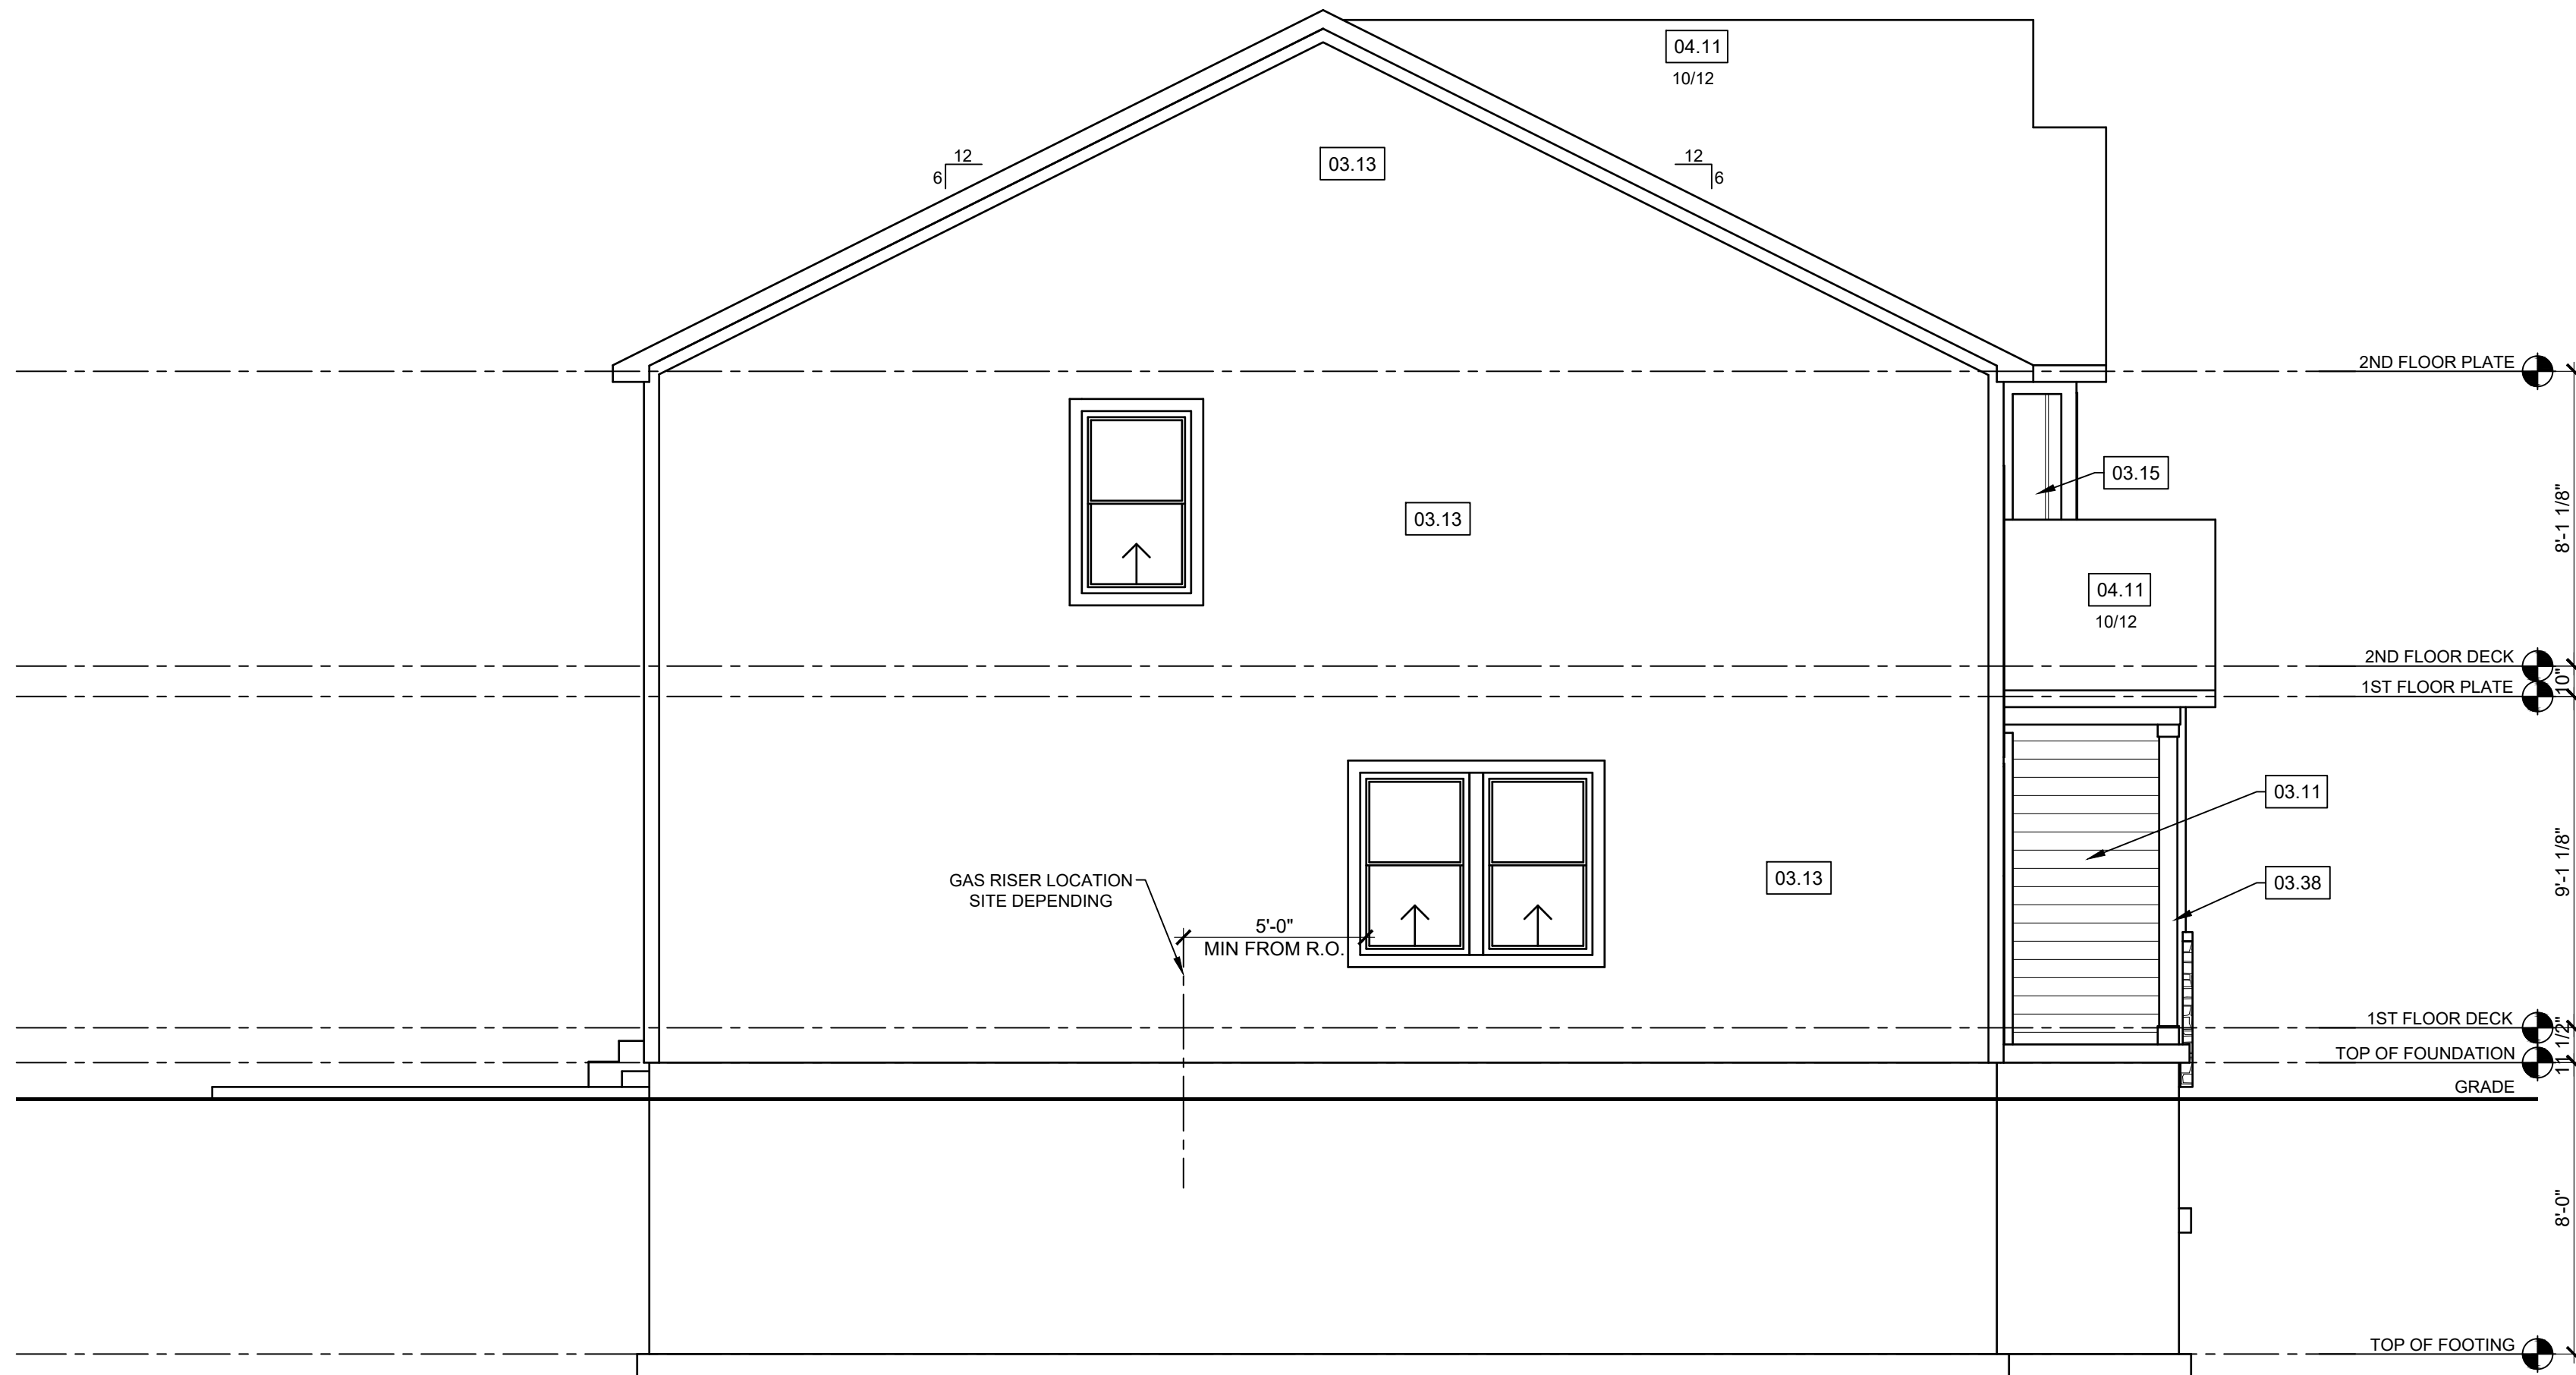 04.11
10/12
12
6
03.13
12
6
2ND FLOOR PLATE
03.15
03.13
8'-1 1/8"
04.11
10/12
2ND FLOOR DECK
10"
1ST FLOOR PLATE
03.11
GAS RISER LOCATION
SITE DEPENDING
03.13
03.38
9'-1 1/8"
5'-0"
MIN FROM R.O.
1ST FLOOR DECK
11 1/2"
TOP OF FOUNDATION
GRADE
8'-0"
TOP OF FOOTING